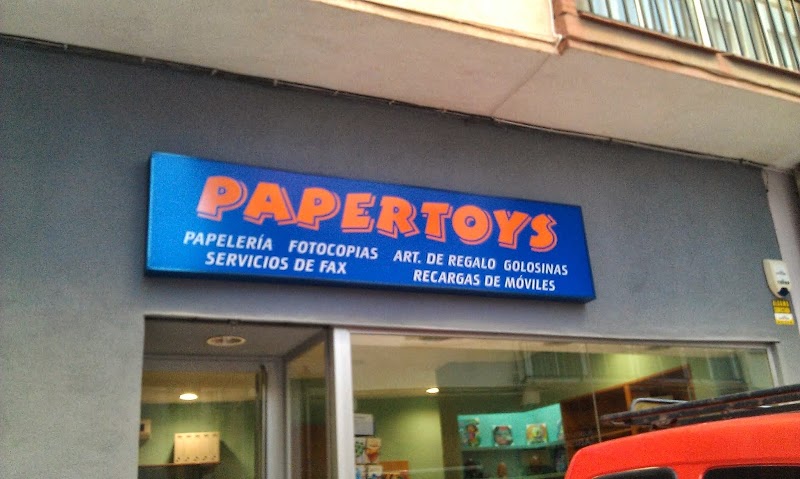 PAPERTOYS
PAPELERÍA FOTOCOPIAS ART. DE REGALO GOLOSINAS
SERVICIOS DE FAX RECARGAS DE MÓVILES